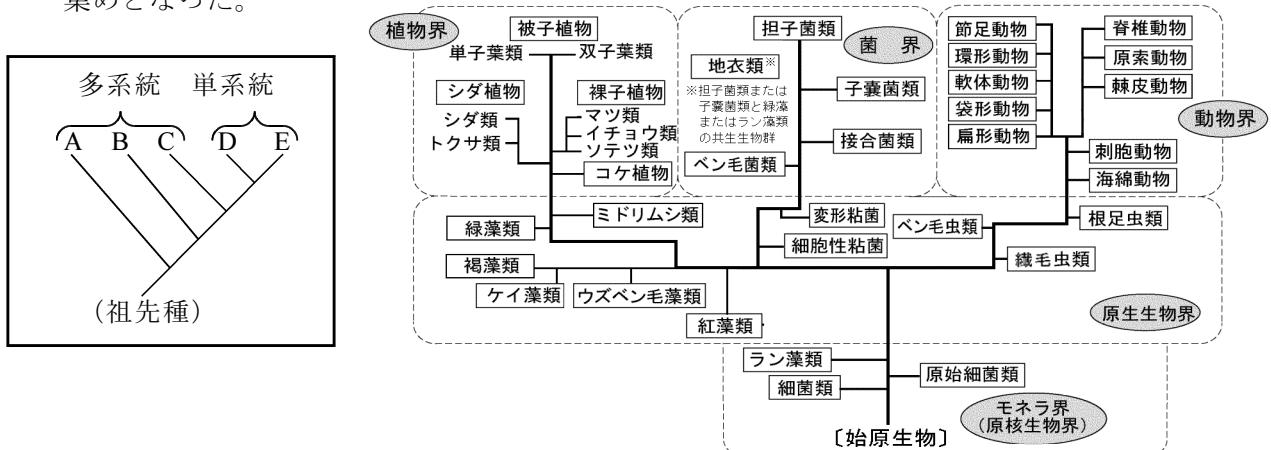 集めとなった。
多系統 単系統
A B C D E
(祖先種)
植物界
被子植物
単子葉類 双子葉類
シダ植物
シダ類
トクサ類
裸子植物
マツ類
イチョウ類
ソテツ類
コケ植物
担子菌類
菌 界
地衣類※
※担子菌類または
子囊菌類と緑藻
またはラン藻類
の共生生物群
子囊菌類
接合菌類
ベン毛菌類
節足動物
環形動物
軟体動物
袋形動物
扁形動物
脊椎動物
原索動物
棘皮動物
動物界
刺胞動物
海綿動物
緑藻類
ミドリムシ類
変形粘菌
細胞性粘菌
ベン毛虫類
根足虫類
繊毛虫類
褐藻類
ケイ藻類
ウズベン毛藻類
紅藻類
原生生物界
ラン藻類
細菌類
原始細菌類
モネラ界
(原核生物界)
〔始原生物〕